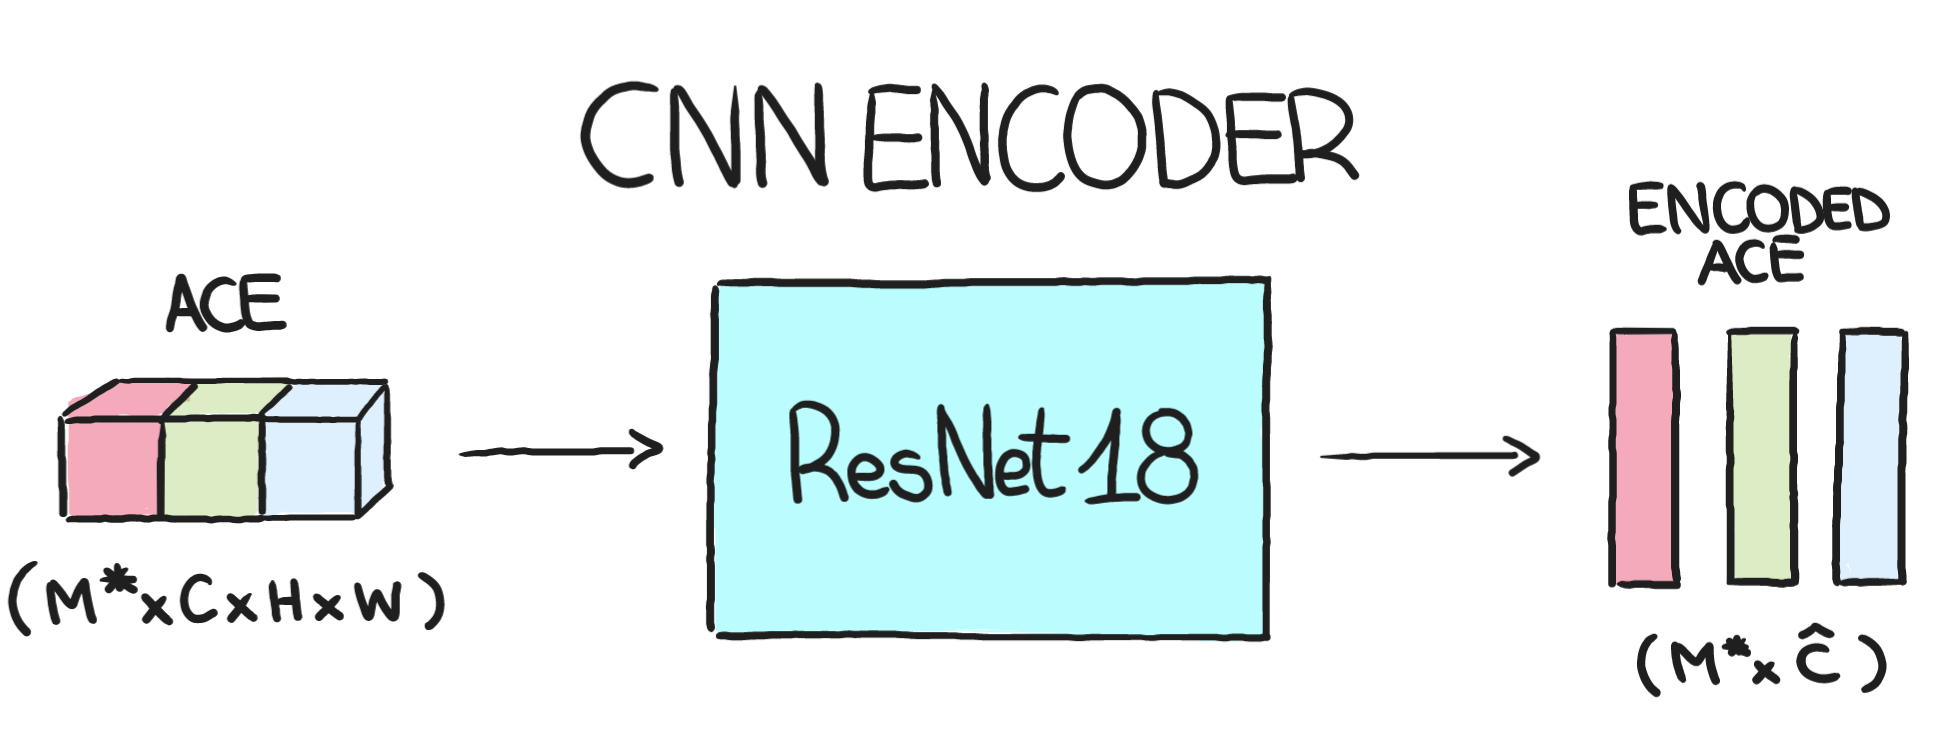 CNN ENCODER
ACE
(M*xCxHxW)
ResNet18
ENCODED
ACE
(M*xĈ)